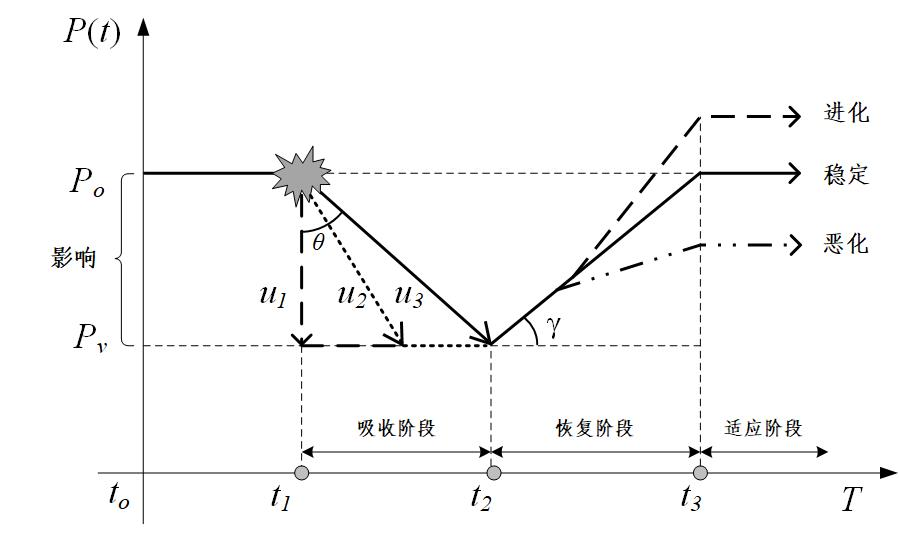 P(t)
进化
P_o
稳定
θ
影响
恶化
u_1
u_2
u_3
P_v
γ
吸收阶段
恢复阶段
适应阶段
t_o
t_1
t_2
t_3
T